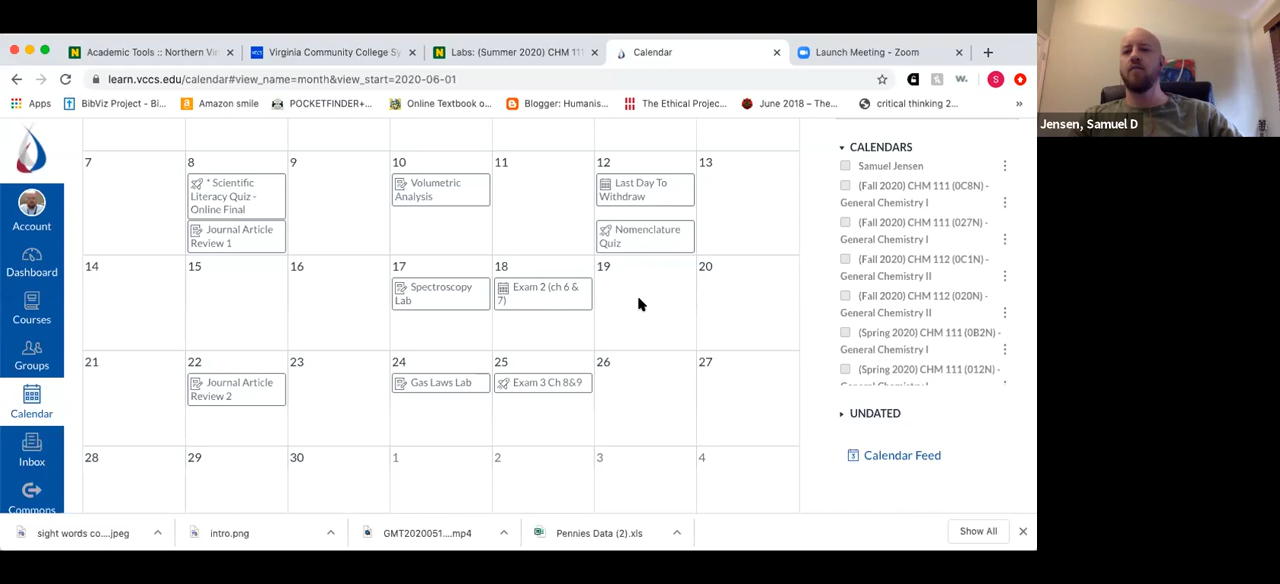 Academic Tools :: Northern Vir
Virginia Community College Sy
Labs: (Summer 2020) CHM 111
Calendar
Launch Meeting - Zoom
learn.vccs.edu/calendar#view_name=month&view_start=2020-06-01
W.
S
Apps
BibViz Project - Bi...
Amazon smile
POCKETFINDER+...
Online Textbook o...
Blogger: Humanis...
The Ethical Projec...
June 2018 – The...
critical thinking 2...
»
Jensen, Samuel D
Account
Dashboard
Courses
Groups
Calendar
Inbox
Commons
7
8
* Scientific
Literacy Quiz -
Online Final
Journal Article
Review 1
9
10
Volumetric
Analysis
11
12
Last Day To
Withdraw
Nomenclature
Quiz
13
14
15
16
17
Spectroscopy
Lab
18
Exam 2 (ch 6 &
7)
19
20
21
22
Journal Article
Review 2
23
24
Gas Laws Lab
25
Exam 3 Ch 8&9
26
27
28
29
30
1
2
3
4
CALENDARS
Samuel Jensen
(Fall 2020) CHM 111 (0C8N) -
General Chemistry I
(Fall 2020) CHM 111 (027N) -
General Chemistry I
(Fall 2020) CHM 112 (0C1N) -
General Chemistry II
(Fall 2020) CHM 112 (020N) -
General Chemistry II
(Spring 2020) CHM 111 (0B2N) -
General Chemistry I
(Spring 2020) CHM 111 (012N) -
General Chemistry I
UNDATED
Calendar Feed
sight words co....jpeg
intro.png
GMT2020051....mp4
Pennies Data (2).xls
Show All